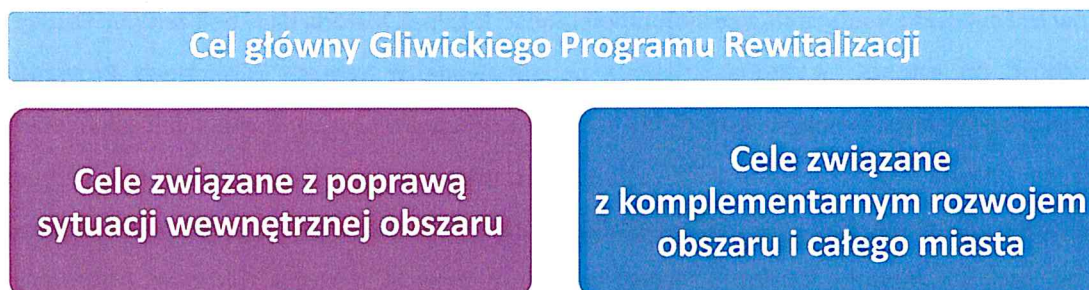 Cel główny Gliwickiego Programu Rewitalizacji
Cele związane z poprawą
sytuacji wewnętrznej obszaru
Cele związane
z komplementarnym rozwojem
obszaru i całego miasta